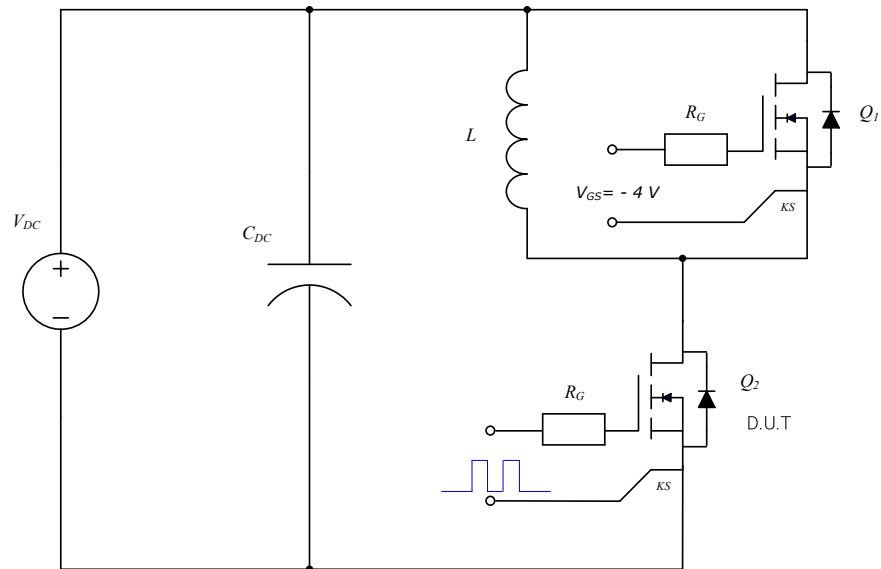 R_G
Q_1
L
V_GS= - 4 V
KS
V_DC
C_DC
+
−
R_G
Q_2
D.U.T
KS